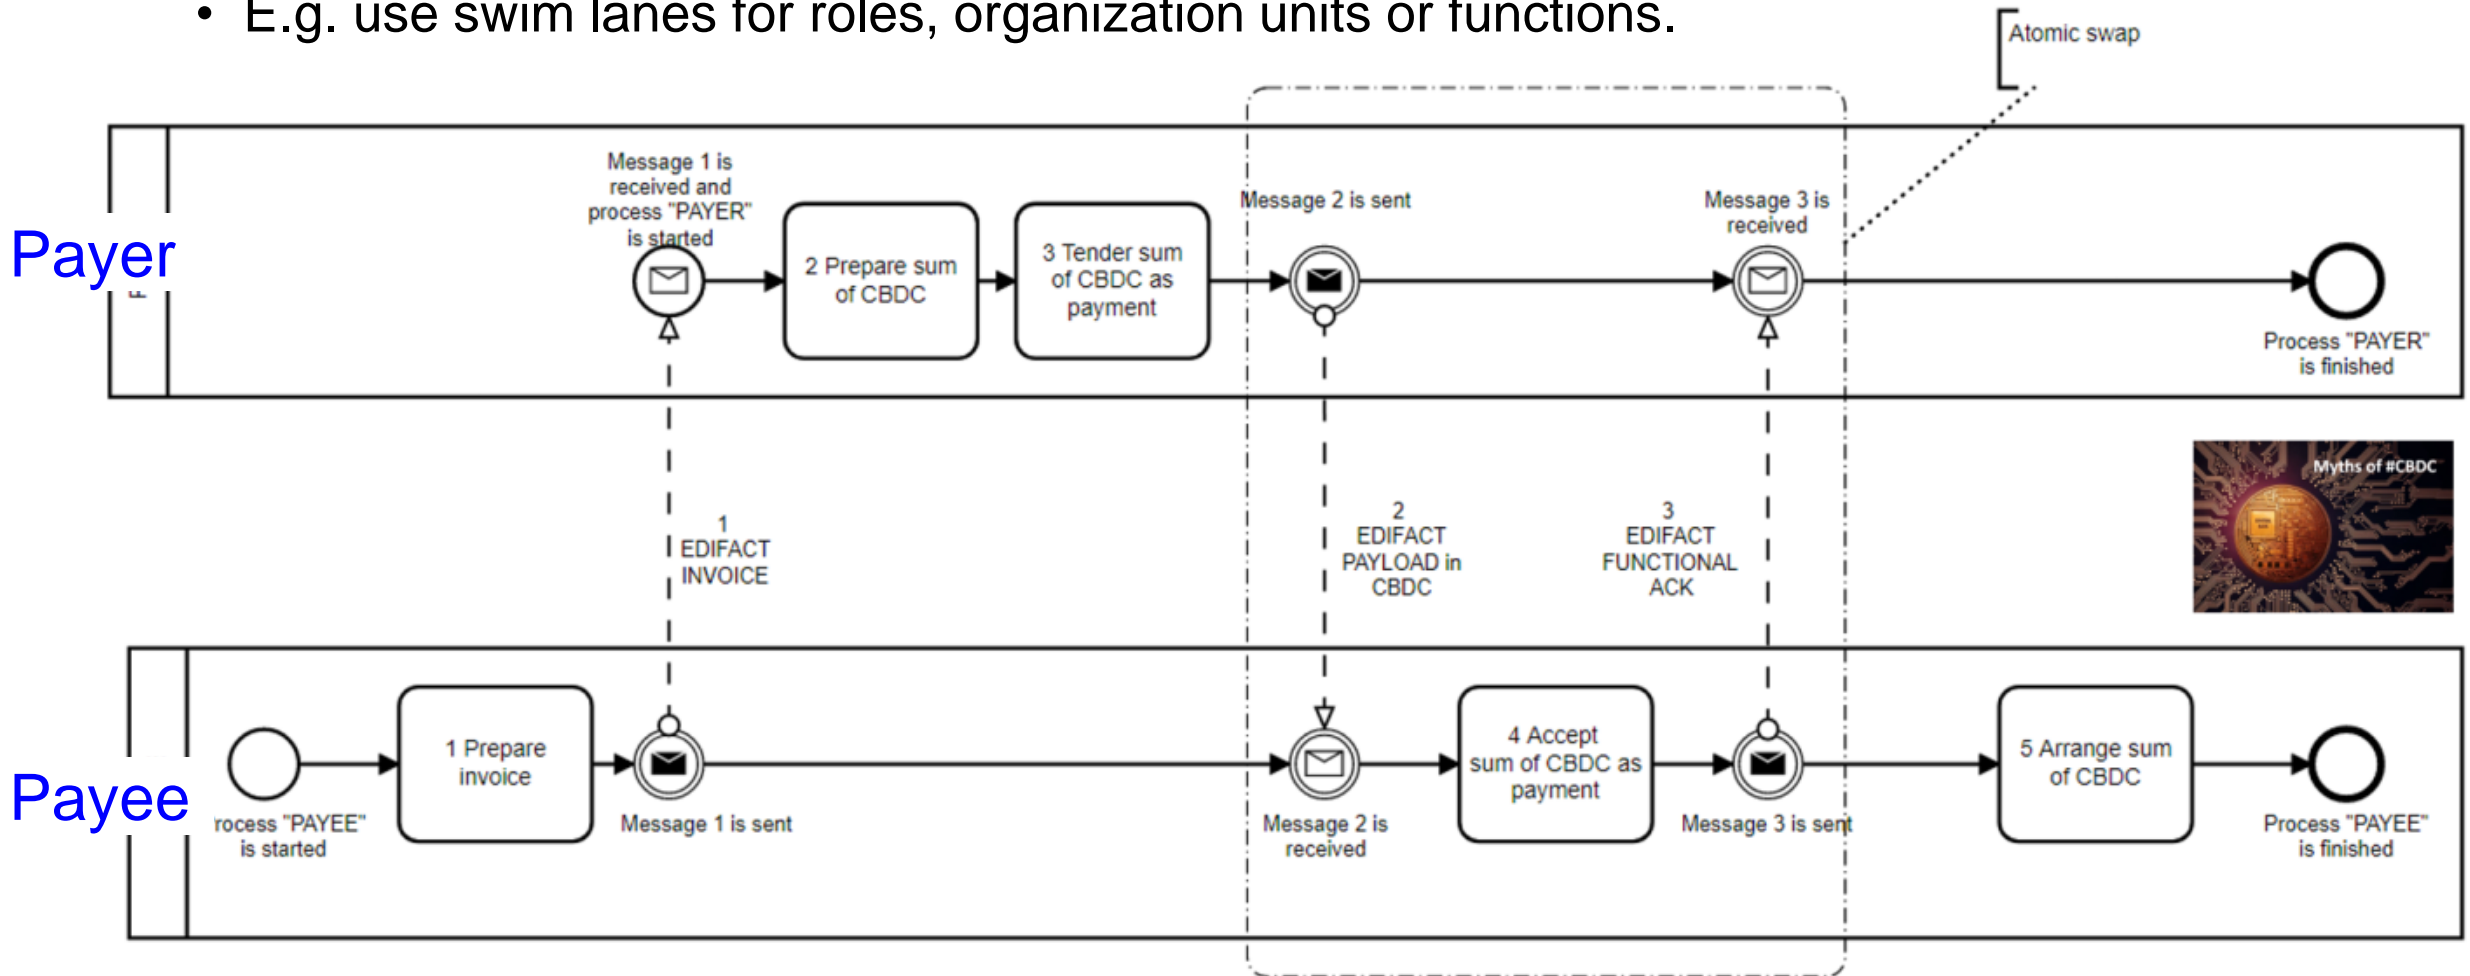 • E.g. use swim lanes for roles, organization units or functions.
Atomic swap
Payer
Message 1 is
received and
process "PAYER"
is started
2 Prepare sum
of CBDC
3 Tender sum
of CBDC as
payment
Message 2 is sent
Message 3 is
received
Process "PAYER"
is finished
1
EDIFACT
INVOICE
2
EDIFACT
PAYLOAD in
CBDC
3
EDIFACT
FUNCTIONAL
ACK
Myths of #CBDC
Payee
rocess "PAYEE"
is started
1 Prepare
invoice
Message 1 is sent
Message 2 is
received
4 Accept
sum of CBDC as
payment
Message 3 is sent
5 Arrange sum
of CBDC
Process "PAYEE"
is finished